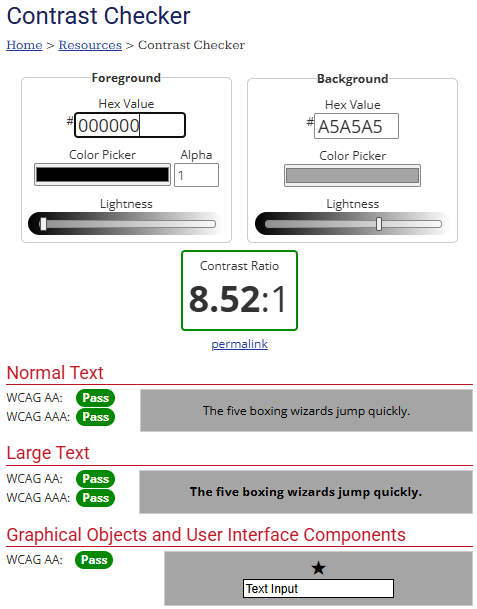 Contrast Checker
Home > Resources > Contrast Checker
Foreground
Hex Value
# 000000
Color Picker Alpha
1
Lightness
Background
Hex Value
# A5A5A5
Color Picker
Lightness
Contrast Ratio
8.52:1
permalink
Normal Text
WCAG AA: Pass
WCAG AAA: Pass
The five boxing wizards jump quickly.
Large Text
WCAG AA: Pass
WCAG AAA: Pass
The five boxing wizards jump quickly.
Graphical Objects and User Interface Components
WCAG AA: Pass
Text Input